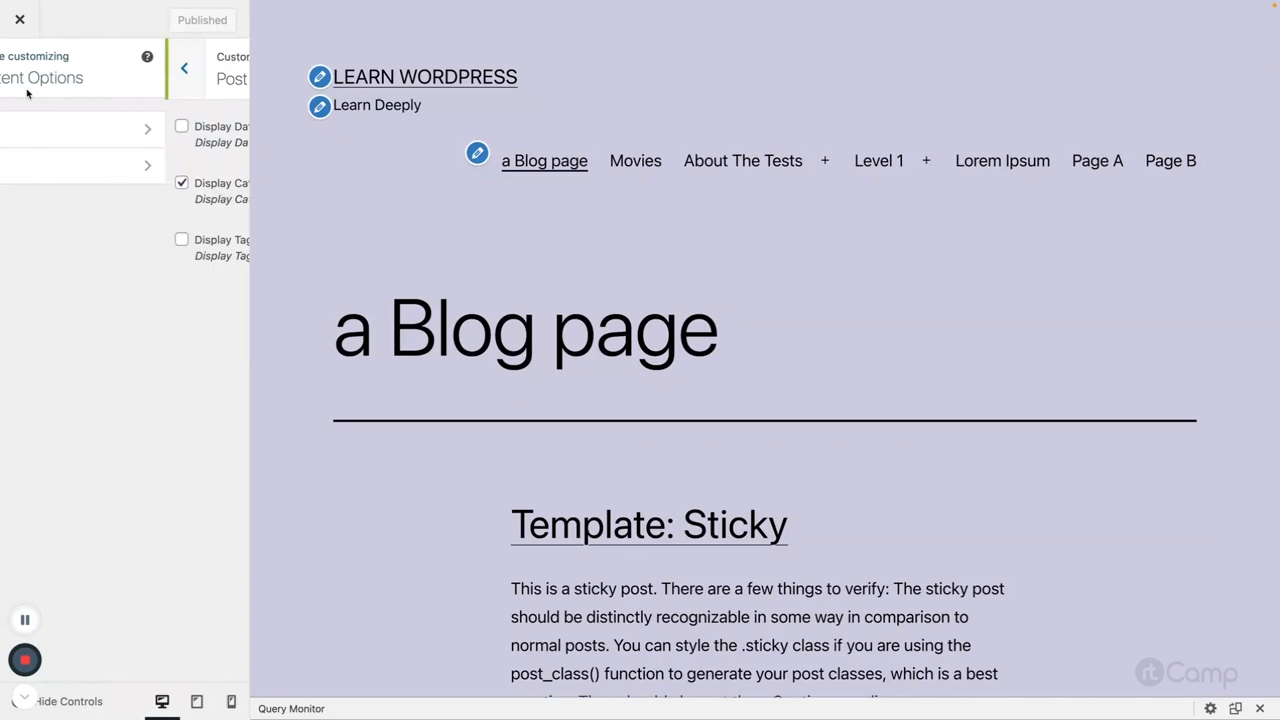 Published
e customizing
ent Options
Custo
Post
Display Da
Display Da
Display Ca
Display Ca
Display Tag
Display Tag
Hide Controls
LEARN WORDPRESS
Learn Deeply
a Blog page Movies About The Tests + Level 1 + Lorem Ipsum Page A Page B
a Blog page
Template: Sticky
This is a sticky post. There are a few things to verify: The sticky post
should be distinctly recognizable in some way in comparison to
normal posts. You can style the .sticky class if you are using the
post_class() function to generate your post classes, which is a best
rtCamp
Query Monitor